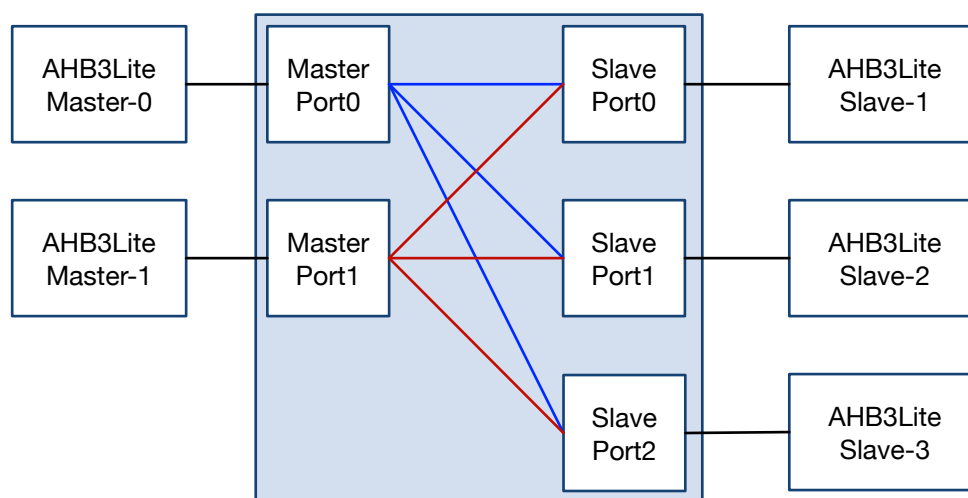 AHB3Lite
Master-0
Master
Port0
Slave
Port0
AHB3Lite
Slave-1
AHB3Lite
Master-1
Master
Port1
Slave
Port1
AHB3Lite
Slave-2
Slave
Port2
AHB3Lite
Slave-3